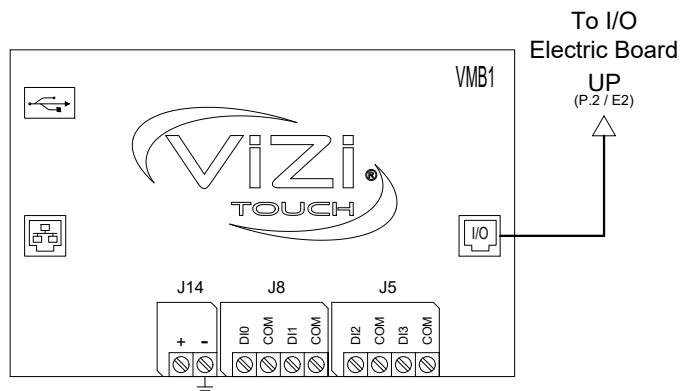 To I/O
Electric Board
UP
(P.2 / E2)
VMB1
ViZi®
TOUCH
I/O
J14 J8 J5
+ - DI0 COM DI1 COM DI2 COM DI3 COM